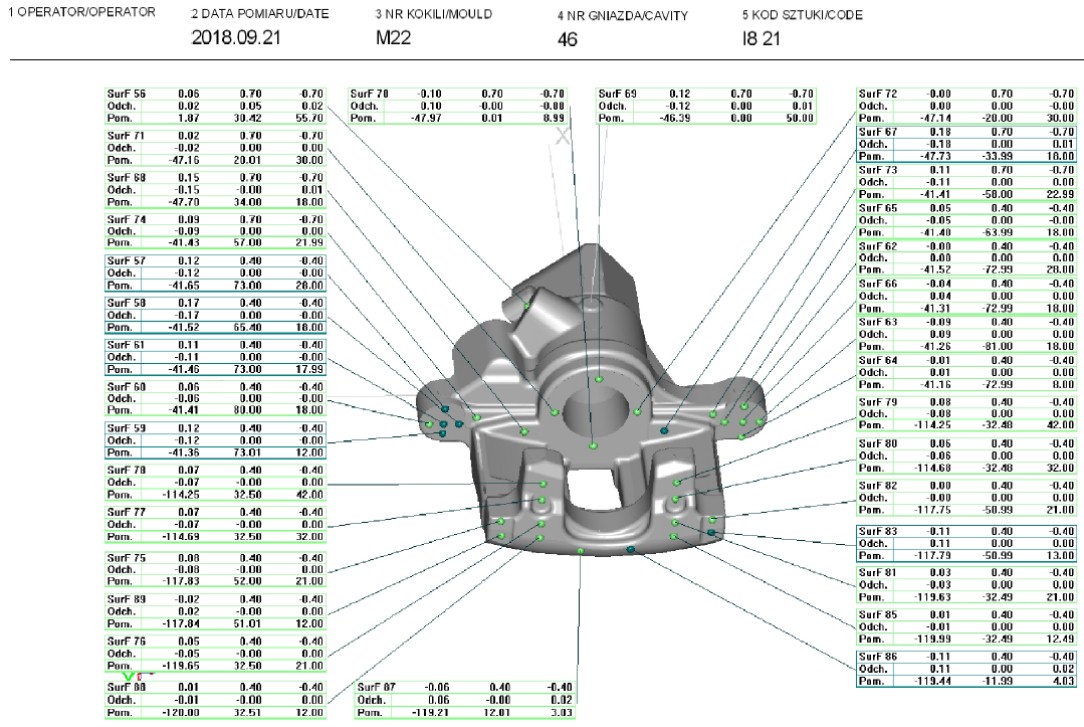 1 OPERATOR/OPERATOR
2 DATA POMIARU/DATE
3 NR KOKILI/MOULD
4 NR GNIAZDA/CAVITY
5 KOD SZTUKI/CODE
2018.09.21
M22
46
I8 21
SurF 56 0.06 0.70 -0.70
Odch. 0.02 0.05 0.02
Pom. 1.87 30.42 55.70
SurF 71 0.02 0.70 -0.70
Odch. -0.02 0.00 0.00
Pom. -47.16 20.01 30.00
SurF 68 0.15 0.70 -0.70
Odch. -0.15 -0.00 0.01
Pom. -47.70 34.00 18.00
SurF 74 0.09 0.70 -0.70
Odch. -0.09 0.00 0.00
Pom. -41.43 57.00 21.99
SurF 57 0.12 0.40 -0.40
Odch. -0.12 0.00 -0.00
Pom. -41.65 73.00 28.00
SurF 58 0.17 0.40 -0.40
Odch. -0.17 0.00 -0.00
Pom. -41.52 65.40 18.00
SurF 61 0.11 0.40 -0.40
Odch. -0.11 0.00 -0.00
Pom. -41.46 73.00 17.99
SurF 60 0.06 0.40 -0.40
Odch. -0.06 0.00 -0.00
Pom. -41.41 80.00 18.00
SurF 59 0.12 0.40 -0.40
Odch. -0.12 0.00 0.00
Pom. -41.36 73.01 12.00
SurF 78 0.07 0.40 -0.40
Odch. -0.07 -0.00 0.00
Pom. -114.25 32.50 42.00
SurF 77 0.07 0.40 -0.40
Odch. -0.07 -0.00 0.00
Pom. -114.69 32.50 32.00
SurF 75 0.08 0.40 -0.40
Odch. -0.08 -0.00 0.00
Pom. -117.83 52.00 21.00
SurF 89 -0.02 0.40 -0.40
Odch. 0.02 -0.00 0.00
Pom. -117.84 51.01 12.00
SurF 76 0.05 0.40 -0.40
Odch. -0.05 -0.00 0.00
Pom. -119.65 32.50 21.00
SurF 88 0.01 0.40 -0.40
Odch. -0.01 -0.00 0.00
Pom. -120.00 32.51 12.00
SurF 70 -0.10 0.70 -0.70
Odch. 0.10 -0.00 -0.00
Pom. -47.97 0.01 8.99
SurF 69 0.12 0.70 -0.70
Odch. -0.12 0.00 0.01
Pom. -46.39 0.00 50.00
X
SurF 87 -0.06 0.40 -0.40
Odch. 0.06 -0.00 0.02
Pom. -119.21 12.01 3.03
SurF 72 -0.00 0.70 -0.70
Odch. 0.00 0.00 -0.00
Pom. -47.14 -20.00 30.00
SurF 67 0.18 0.70 -0.70
Odch. -0.18 0.00 0.01
Pom. -47.73 -33.99 18.00
SurF 73 0.11 0.70 -0.70
Odch. -0.11 0.00 0.00
Pom. -41.41 -58.00 22.99
SurF 65 0.05 0.40 -0.40
Odch. -0.05 0.00 -0.00
Pom. -41.40 -63.99 18.00
SurF 62 -0.00 0.40 -0.40
Odch. 0.00 0.00 -0.00
Pom. -41.52 -72.99 28.00
SurF 66 -0.04 0.40 -0.40
Odch. 0.04 0.00 -0.00
Pom. -41.31 -72.99 18.00
SurF 63 -0.09 0.40 -0.40
Odch. 0.09 0.00 -0.00
Pom. -41.26 -81.00 18.00
SurF 64 -0.01 0.40 -0.40
Odch. 0.01 0.00 -0.00
Pom. -41.16 -72.99 8.00
SurF 79 0.08 0.40 -0.40
Odch. -0.08 0.00 0.00
Pom. -114.25 -32.48 42.00
SurF 80 0.06 0.40 -0.40
Odch. -0.06 0.00 0.00
Pom. -114.68 -32.48 32.00
SurF 82 0.00 0.40 -0.40
Odch. -0.00 0.00 0.00
Pom. -117.75 -50.99 21.00
SurF 83 -0.11 0.40 -0.40
Odch. 0.11 0.00 0.00
Pom. -117.79 -50.99 13.00
SurF 81 0.03 0.40 -0.40
Odch. -0.03 0.00 0.00
Pom. -119.63 -32.49 21.00
SurF 85 0.01 0.40 -0.40
Odch. -0.01 0.00 0.00
Pom. -119.99 -32.49 12.49
SurF 86 -0.11 0.40 -0.40
Odch. 0.11 0.00 0.02
Pom. -119.44 -11.99 4.03